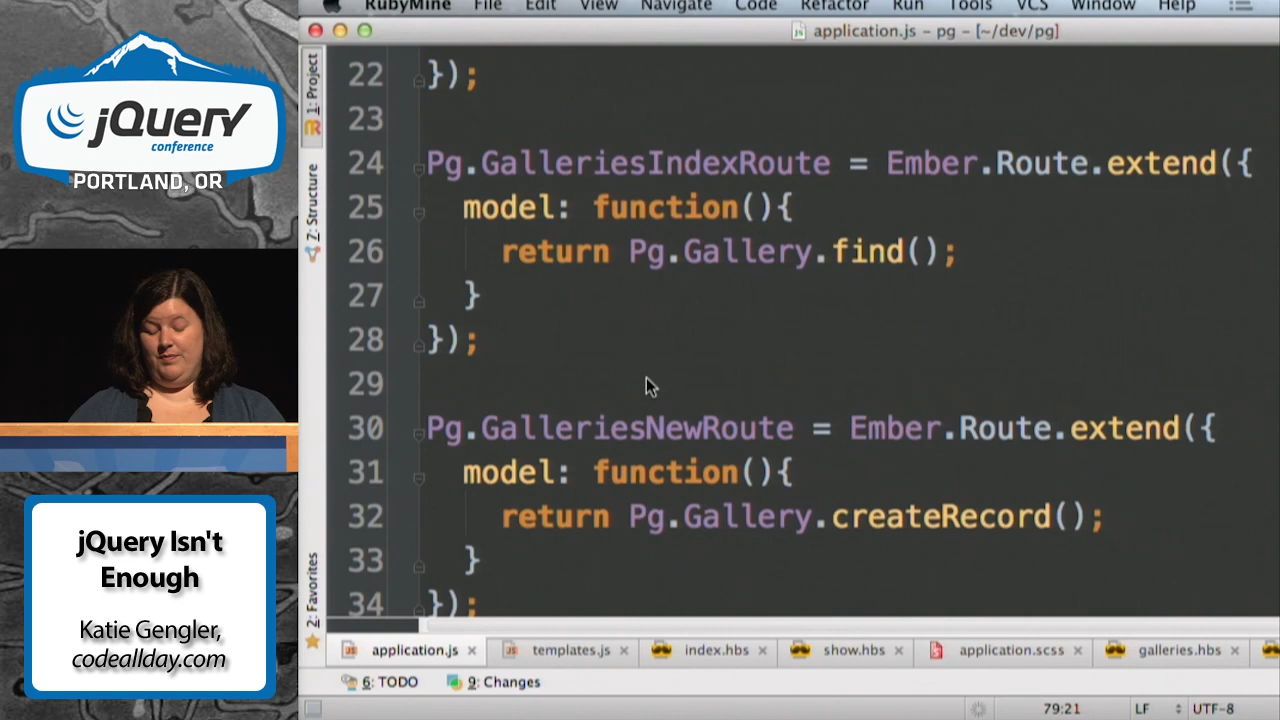 jQuery
conference
PORTLAND, OR
jQuery Isn't
Enough
Katie Gengler,
codeallday.com
RubyMine File Edit View Navigate Code Refactor Run Tools VCS Window Help
application.js – pg – [~/dev/pg]
1: Project
7: Structure
2: Favorites
22 });
23
24 Pg.GalleriesIndexRoute = Ember.Route.extend({
25 model: function(){
26 return Pg.Gallery.find();
27 }
28 });
29
30 Pg.GalleriesNewRoute = Ember.Route.extend({
31 model: function(){
32 return Pg.Gallery.createRecord();
33 }
34 });
application.js templates.js index.hbs show.hbs application.scss galleries.hbs
6: TODO 9: Changes
79:21 LF UTF-8